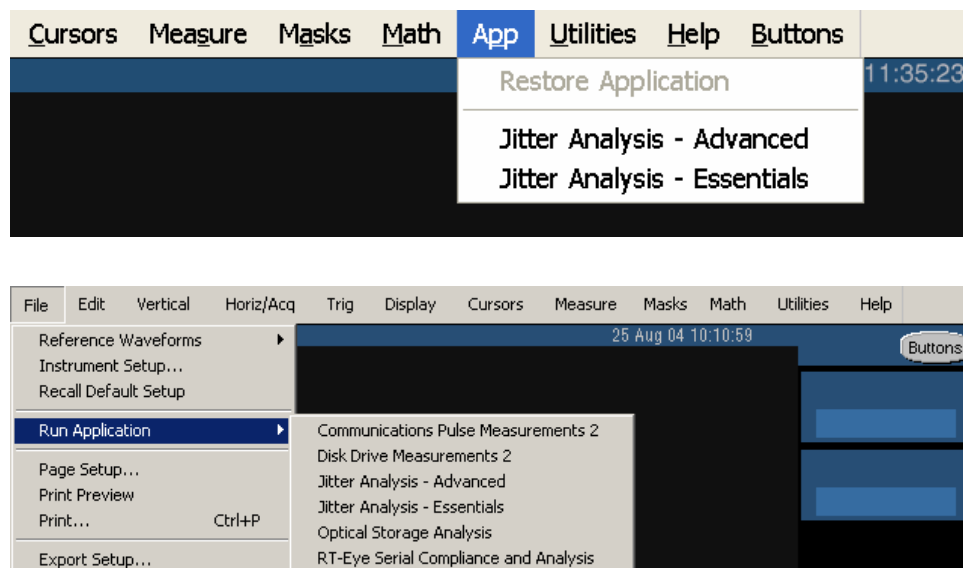 Cursors Measure Masks Math App Utilities Help Buttons
11:35:23
Restore Application
Jitter Analysis - Advanced
Jitter Analysis - Essentials
File Edit Vertical Horiz/Acq Trig Display Cursors Measure Masks Math Utilities Help
25 Aug 04 10:10:59
Buttons
Reference Waveforms
Instrument Setup...
Recall Default Setup
Run Application
Page Setup...
Print Preview
Print... Ctrl+P
Export Setup...
Communications Pulse Measurements 2
Disk Drive Measurements 2
Jitter Analysis - Advanced
Jitter Analysis - Essentials
Optical Storage Analysis
RT-Eye Serial Compliance and Analysis